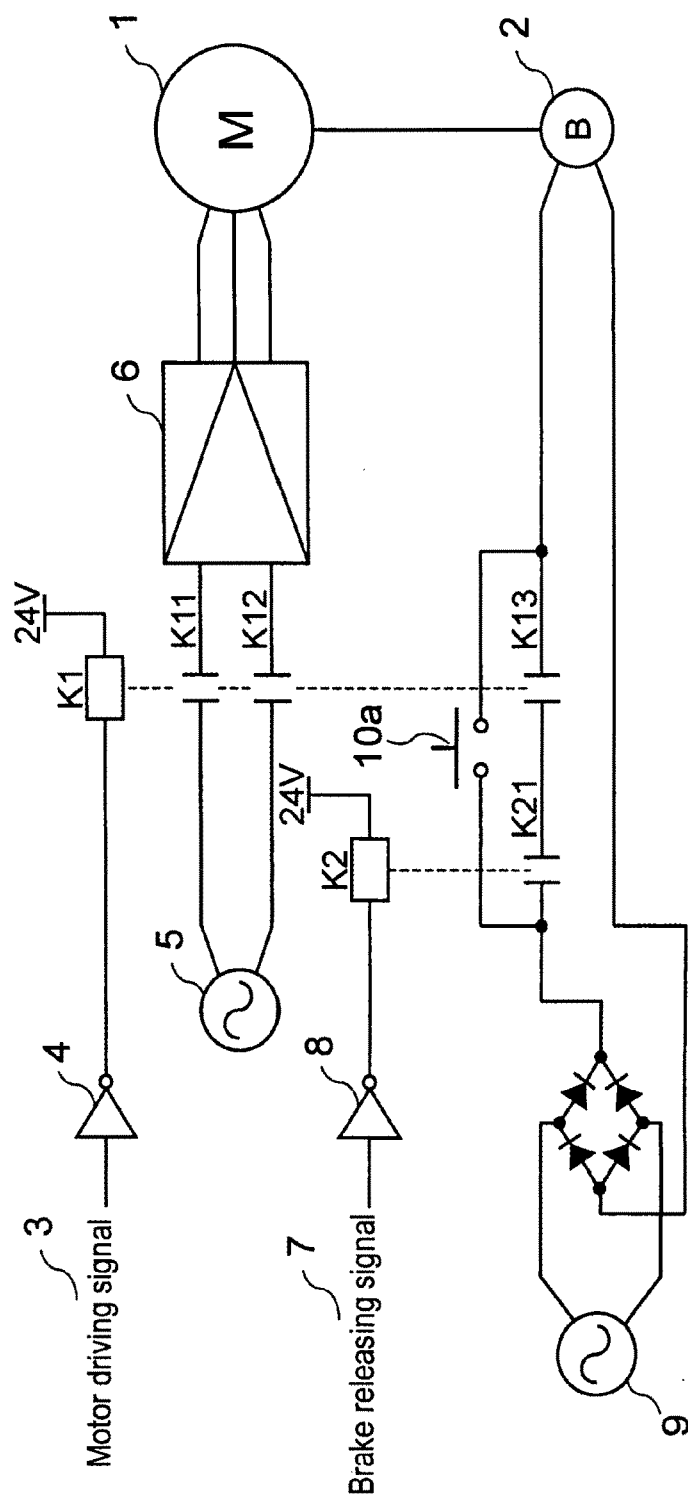 1
M
2
B
6
24V
K1
K11
K12
K13
10a
K21
24V
K2
5
4
8
3
Motor driving signal
7
Brake releasing signal
9